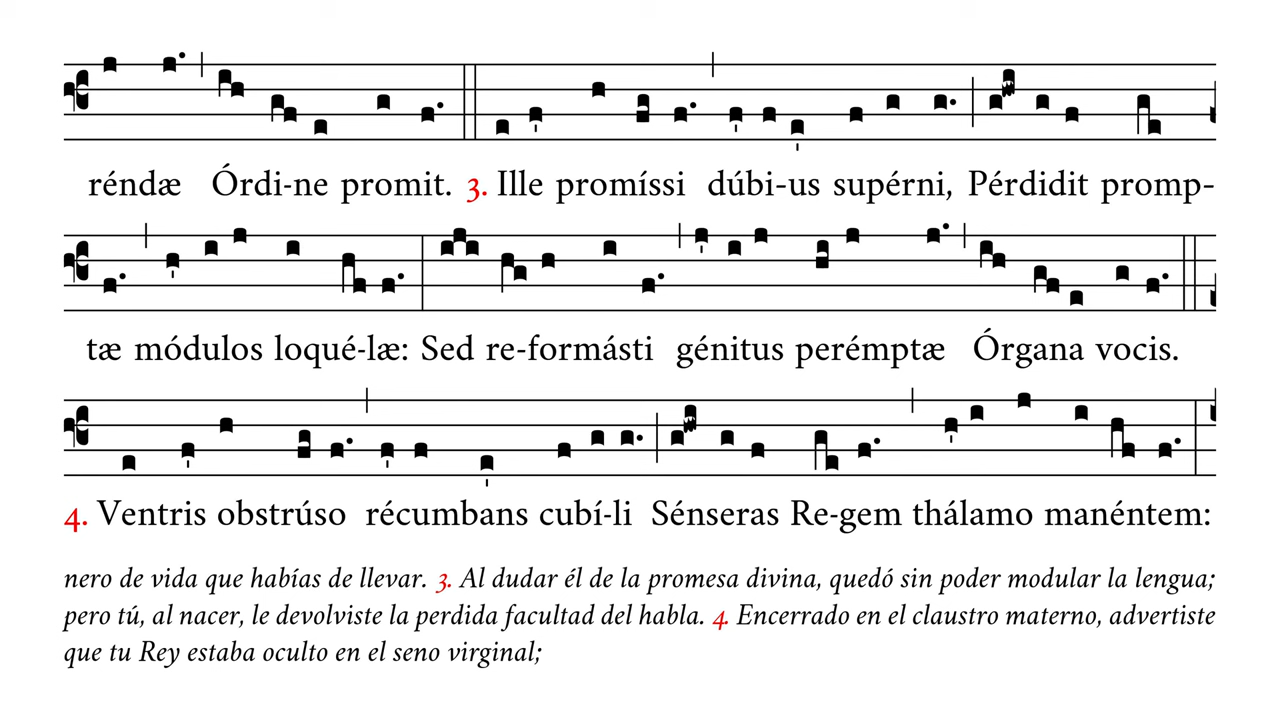 réndæ Órdi-ne promit. 3. Ille promíssi dúbi-us supérni, Pérdidit promp-
tæ módulos loqué-læ: Sed re-formásti génitus perémptæ Órgana vocis.
4. Ventris obstrúso récumbans cubí-li Sénseras Re-gem thálamo manéntem:
nero de vida que habías de llevar. 3. Al dudar él de la promesa divina, quedó sin poder modular la lengua;
pero tú, al nacer, le devolviste la perdida facultad del habla. 4. Encerrado en el claustro materno, advertiste
que tu Rey estaba oculto en el seno virginal;